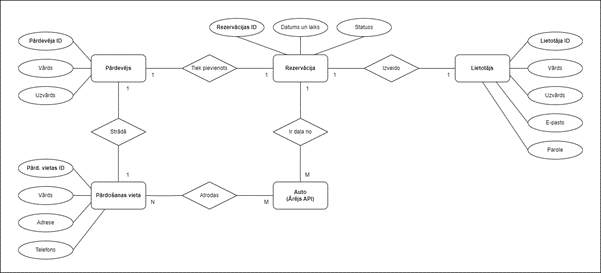 Rezervācijas ID
Datums un laiks
Statuss
Pārdevēja ID
Vārds
Uzvārds
Pārdevējs
1
Tiek pievienots
1
Rezervācija
1
Izveido
1
Lietotājs
Lietotāja ID
Vārds
Uzvārds
E-pasts
Parole
1
1
Strādā
Ir daļa no
1
M
Pārd. vietas ID
Vārds
Adrese
Telefons
Pārdošanas vieta
N
Atrodas
M
Auto
(Ārējs API)